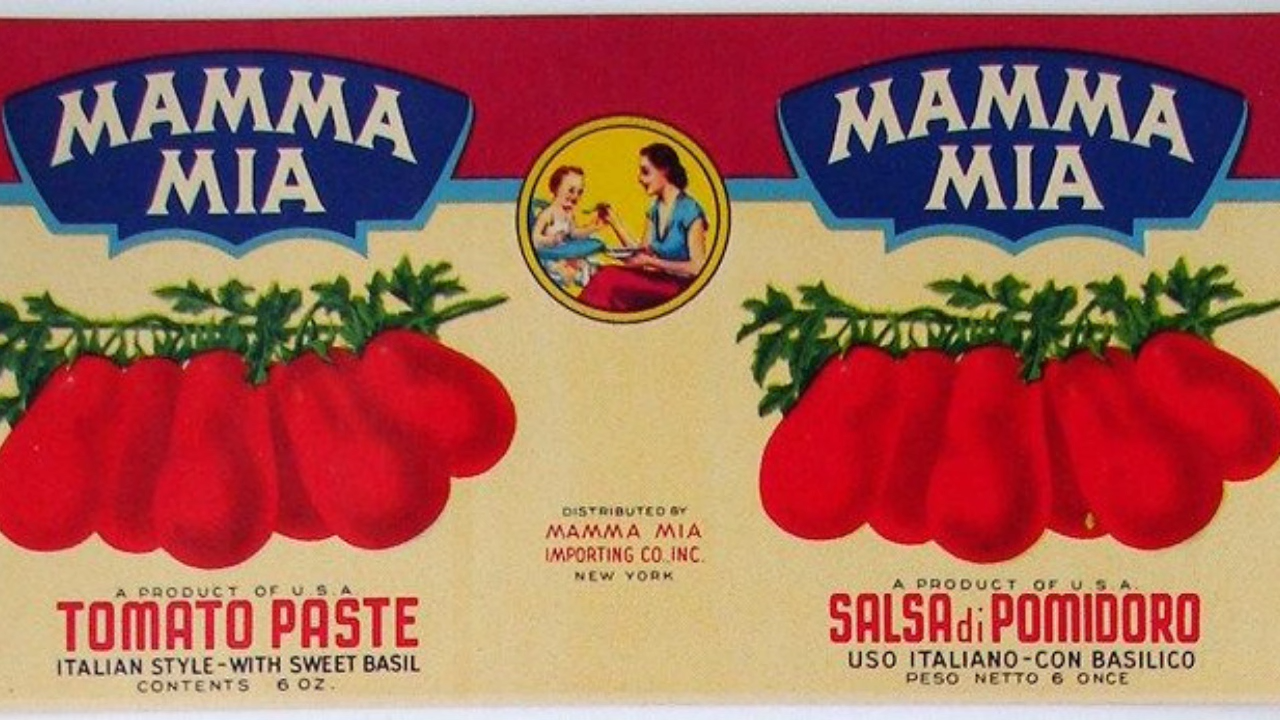 MAMMA
MIA
A PRODUCT OF U.S.A
TOMATO PASTE
ITALIAN STYLE-WITH SWEET BASIL
CONTENTS 6 OZ.
DISTRIBUTED BY
MAMMA MIA
IMPORTING CO., INC.
NEW YORK
MAMMA
MIA
A PRODUCT OF U.S.A.
SALSA di POMIDORO
USO ITALIANO-CON BASILICO
PESO NETTO 6 ONCE